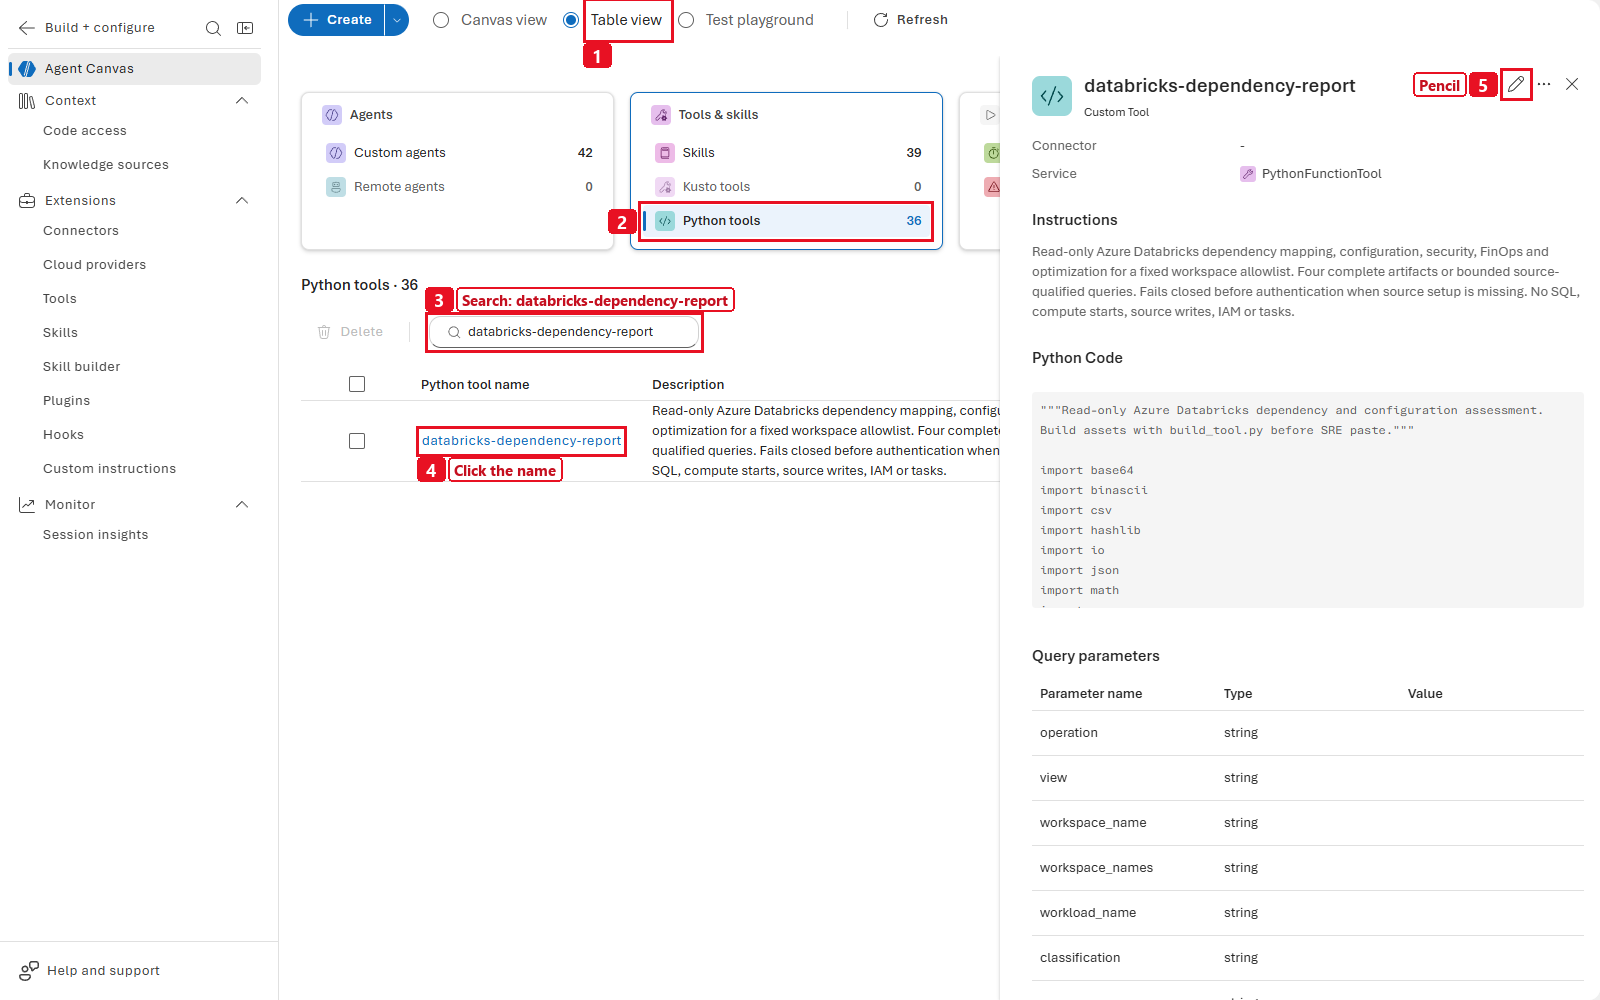 Build + configure
Agent Canvas
Context
Code access
Knowledge sources
Extensions
Connectors
Cloud providers
Tools
Skills
Skill builder
Plugins
Hooks
Custom instructions
Monitor
Session insights
Help and support
Create
Canvas view
Table view
Test playground
Refresh
1
Agents
Custom agents 42
Remote agents 0
Tools & skills
Skills 39
Kusto tools 0
2
Python tools 36
Python tools · 36
3 Search: databricks-dependency-report
Delete
databricks-dependency-report
Python tool name Description
databricks-dependency-report
4 Click the name
Read-only Azure Databricks dependency mapping, config
optimization for a fixed workspace allowlist. Four complete
qualified queries. Fails closed before authentication when
SQL, compute starts, source writes, IAM or tasks.
databricks-dependency-report
Custom Tool
Pencil 5
Connector -
Service PythonFunctionTool
Instructions
Read-only Azure Databricks dependency mapping, configuration, security, FinOps and
optimization for a fixed workspace allowlist. Four complete artifacts or bounded source-
qualified queries. Fails closed before authentication when source setup is missing. No SQL,
compute starts, source writes, IAM or tasks.
Python Code
"""Read-only Azure Databricks dependency and configuration assessment.
Build assets with build_tool.py before SRE paste."""
import base64
import binascii
import csv
import hashlib
import io
import json
import math
Query parameters
Parameter name Type Value
operation string
view string
workspace_name string
workspace_names string
workload_name string
classification string